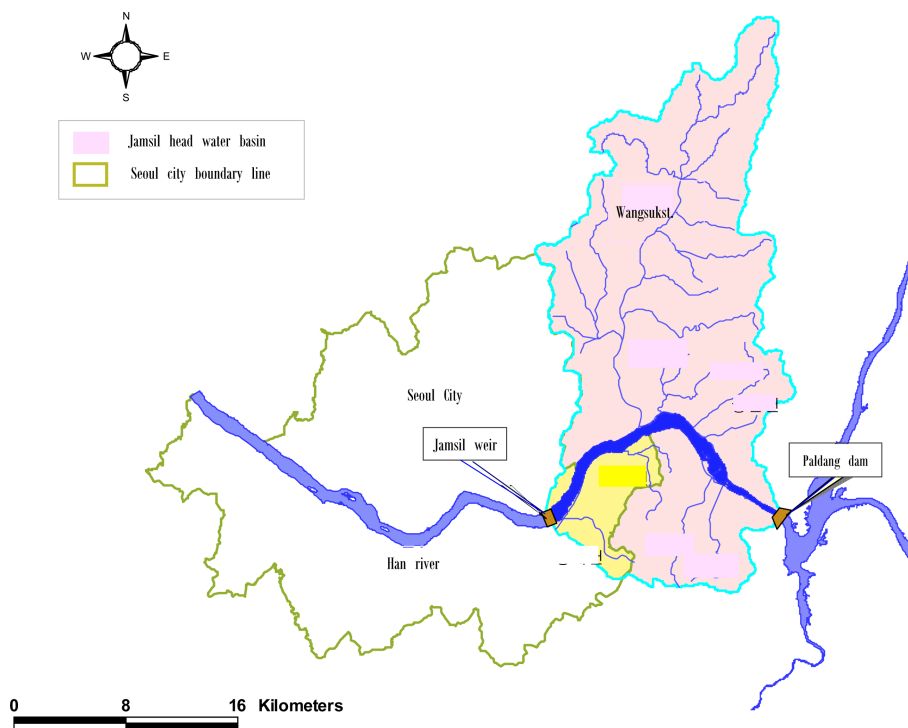 N
W E
S
Jamsil head water basin
Seoul city boundary line
Wangsukst.
Seoul City
Jamsil weir
Paldang dam
Han river
0 8 16 Kilometers